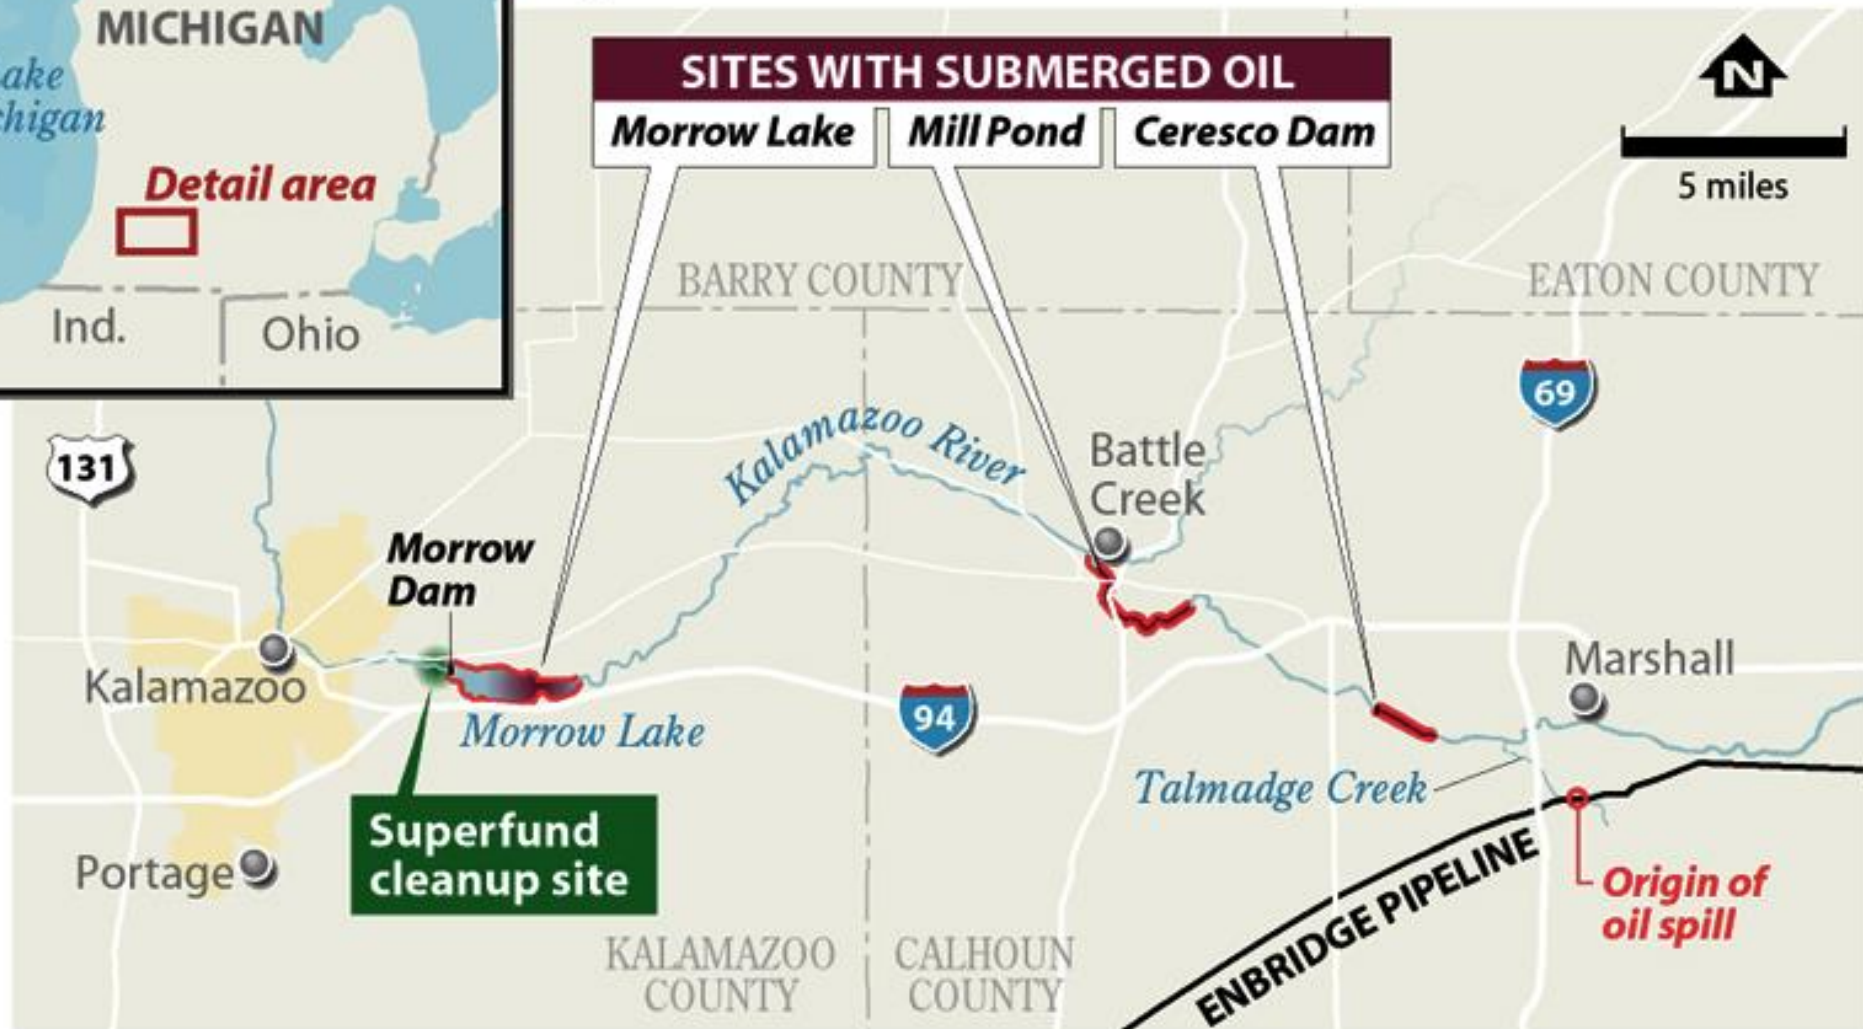 MICHIGAN
ake
higan
Detail area
Ind.
Ohio
SITES WITH SUBMERGED OIL
Morrow Lake
Mill Pond
Ceresco Dam
N
5 miles
BARRY COUNTY
EATON COUNTY
69
131
Kalamazoo River
Battle
Creek
Morrow
Dam
Kalamazoo
Marshall
94
Morrow Lake
Talmadge Creek
Superfund
cleanup site
Portage
ENBRIDGE PIPELINE
Origin of
oil spill
KALAMAZOO
COUNTY
CALHOUN
COUNTY